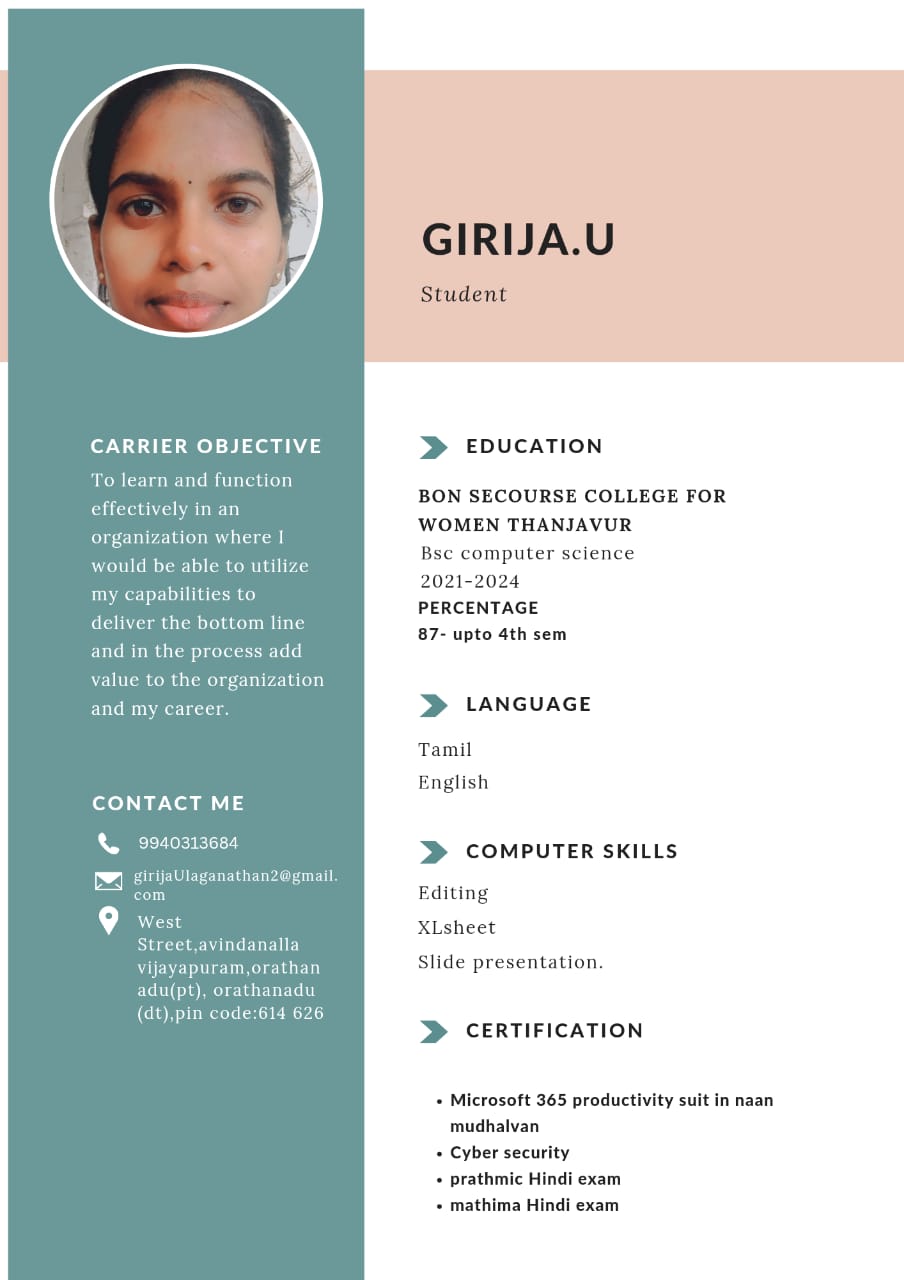 GIRIJA.U
Student
CARRIER OBJECTIVE
To learn and function
effectively in an
organization where I
would be able to utilize
my capabilities to
deliver the bottom line
and in the process add
value to the organization
and my career.
CONTACT ME
9940313684
girijaUlaganathan2@gmail.
com
West
Street,avindanalla
vijayapuram,orathan
adu(pt), orathanadu
(dt),pin code:614 626
EDUCATION
BON SECOURSE COLLEGE FOR
WOMEN THANJAVUR
Bsc computer science
2021-2024
PERCENTAGE
87- upto 4th sem
LANGUAGE
Tamil
English
COMPUTER SKILLS
Editing
XLsheet
Slide presentation.
CERTIFICATION
• Microsoft 365 productivity suit in naan
mudhalvan
• Cyber security
• prathmic Hindi exam
• mathima Hindi exam